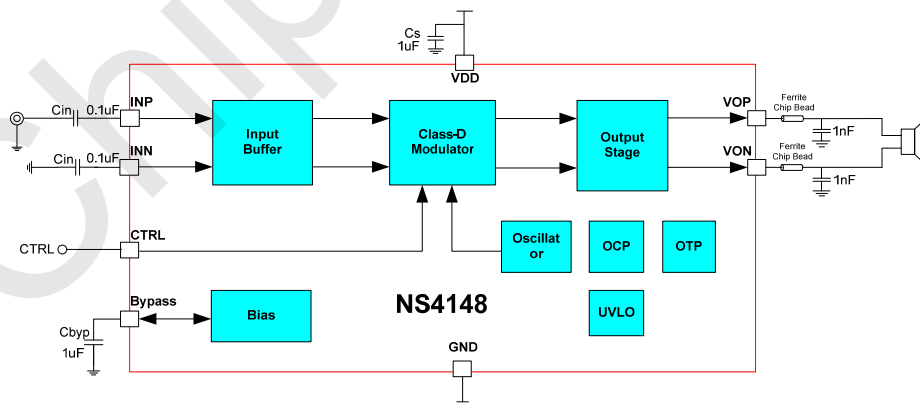 Cs
1uF
VDD
Cin
0.1uF
INP
Cin
0.1uF
INN
Input
Buffer
Class-D
Modulator
Output
Stage
VOP
Ferrite
Chip Bead
1nF
VON
Ferrite
Chip Bead
1nF
CTRL
CTRL
Oscillat
or
OCP
OTP
Bypass
Bias
NS4148
UVLO
Cbyp
1uF
GND
Chip